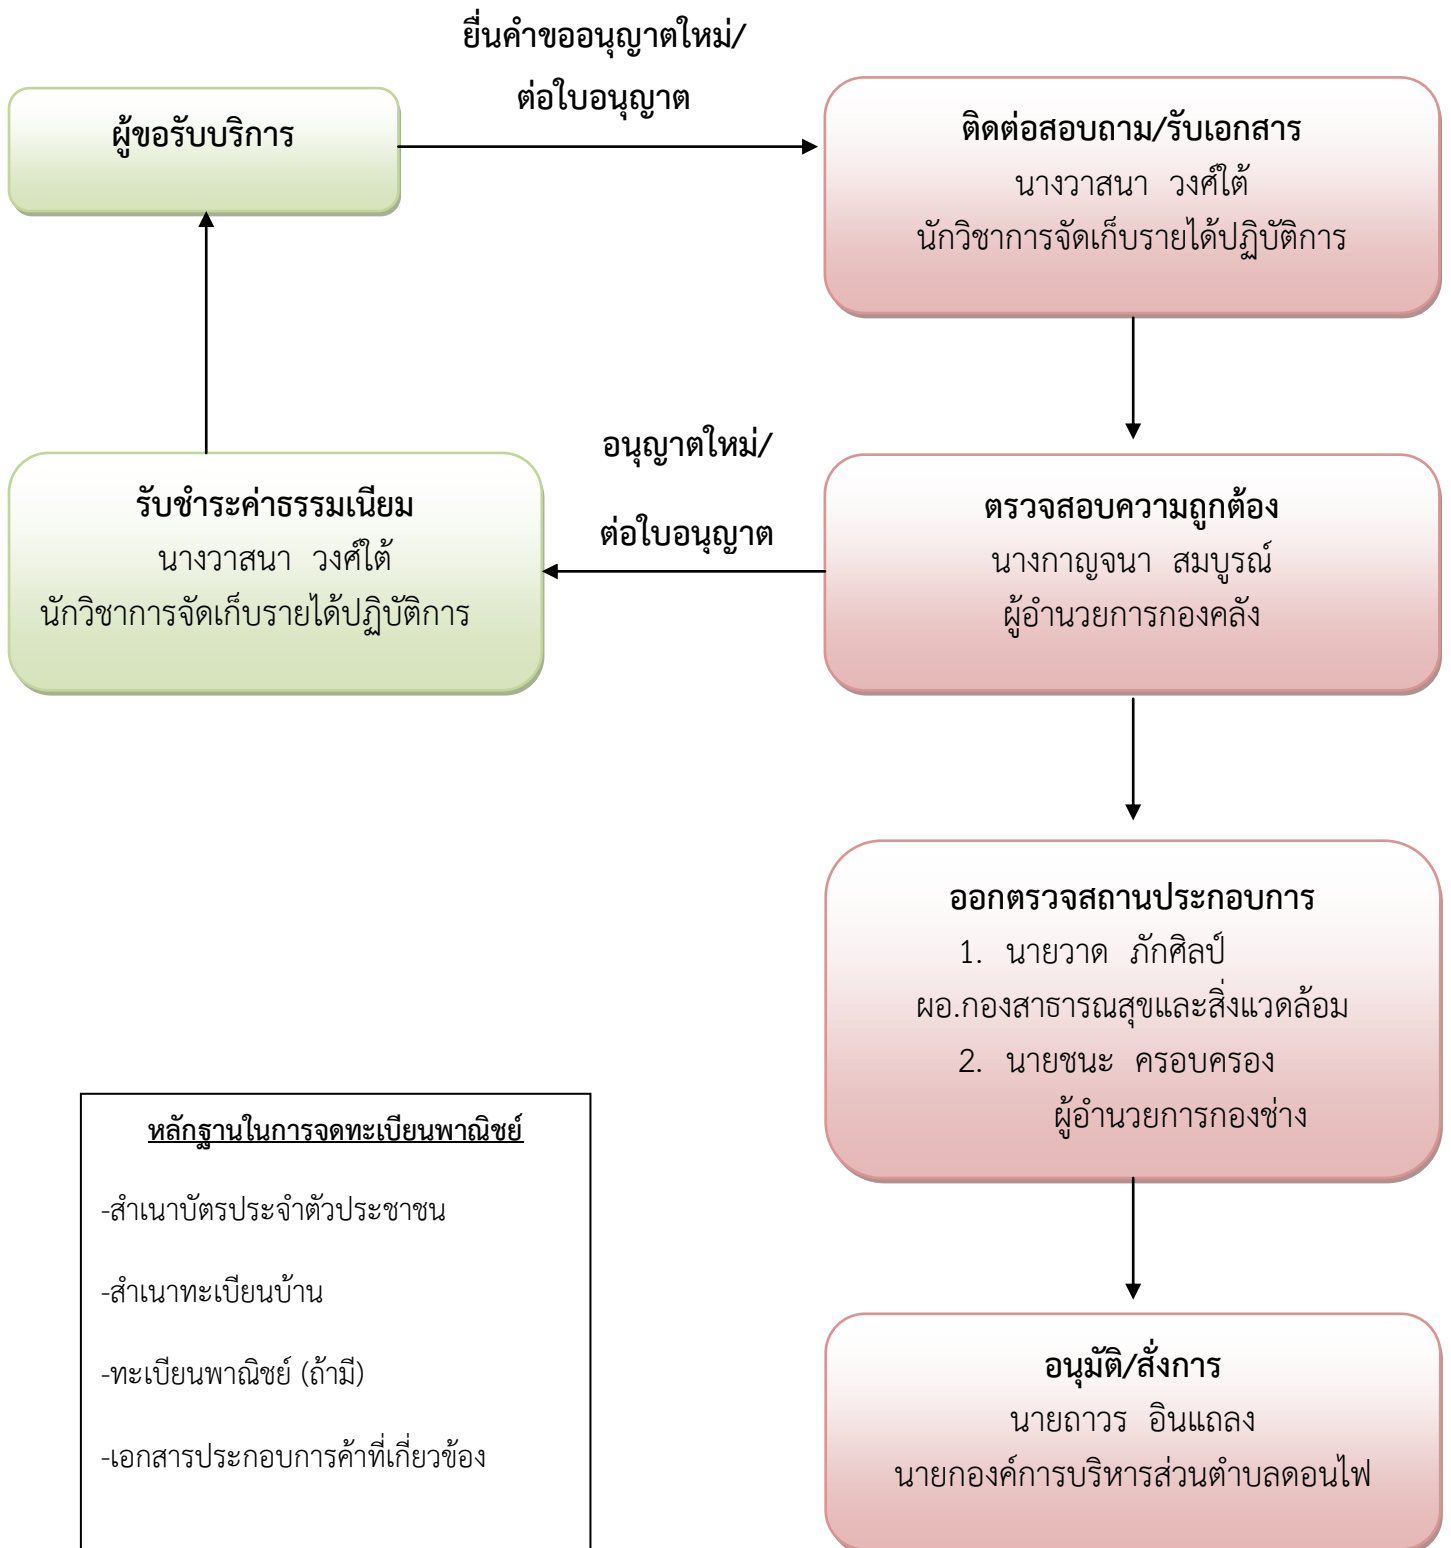 ยื่นคำขออนุญาตใหม่/
ต่อใบอนุญาต
ผู้ขอรับบริการ
ติดต่อสอบถาม/รับเอกสาร
นางวาสนา วงศ์ใต้
นักวิชาการจัดเก็บรายได้ปฏิบัติการ
อนุญาตใหม่/
ต่อใบอนุญาต
รับชำระค่าธรรมเนียม
นางวาสนา วงศ์ใต้
นักวิชาการจัดเก็บรายได้ปฏิบัติการ
ตรวจสอบความถูกต้อง
นางกาญจนา สมบูรณ์
ผู้อำนวยการกองคลัง
ออกตรวจสถานประกอบการ
1. นายวาด ภักศิลป์
ผอ.กองสาธารณสุขและสิ่งแวดล้อม
2. นายชนะ ครอบครอง
ผู้อำนวยการกองช่าง
หลักฐานในการจดทะเบียนพาณิชย์
-สำเนาบัตรประจำตัวประชาชน
-สำเนาทะเบียนบ้าน
-ทะเบียนพาณิชย์ (ถ้ามี)
-เอกสารประกอบการค้าที่เกี่ยวข้อง
อนุมัติ/สั่งการ
นายถาวร อินแถลง
นายกองค์การบริหารส่วนตำบลดอนไฟ